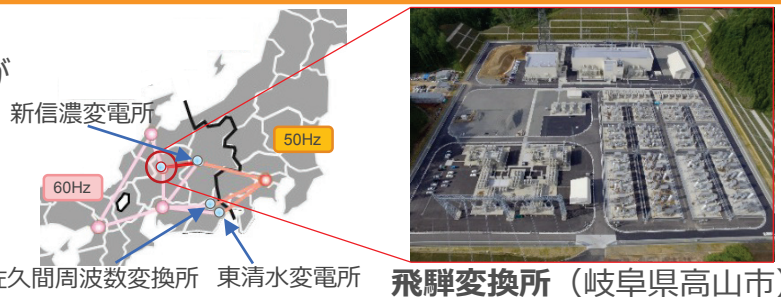 が
新信濃変電所
50Hz
60Hz
佐久間周波数変換所 東清水変電所
飛騨変換所（岐阜県高山市）